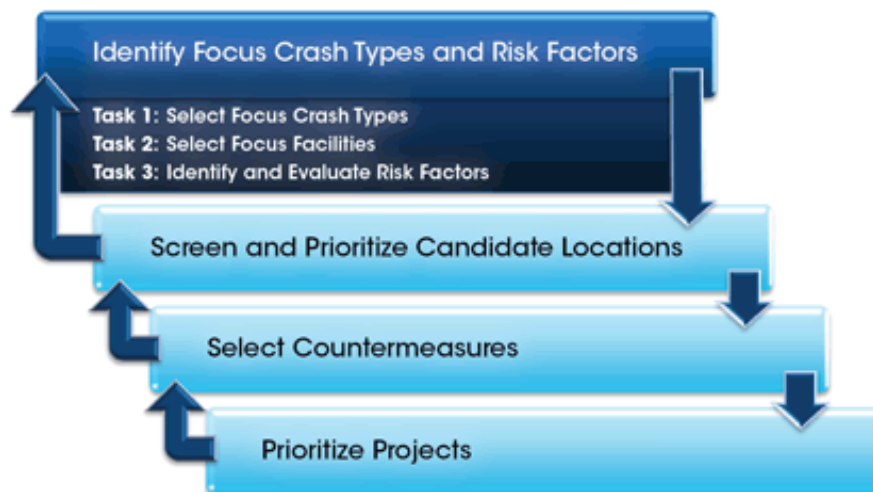 Identify Focus Crash Types and Risk Factors
Task 1: Select Focus Crash Types
Task 2: Select Focus Facilities
Task 3: Identify and Evaluate Risk Factors
Screen and Prioritize Candidate Locations
Select Countermeasures
Prioritize Projects